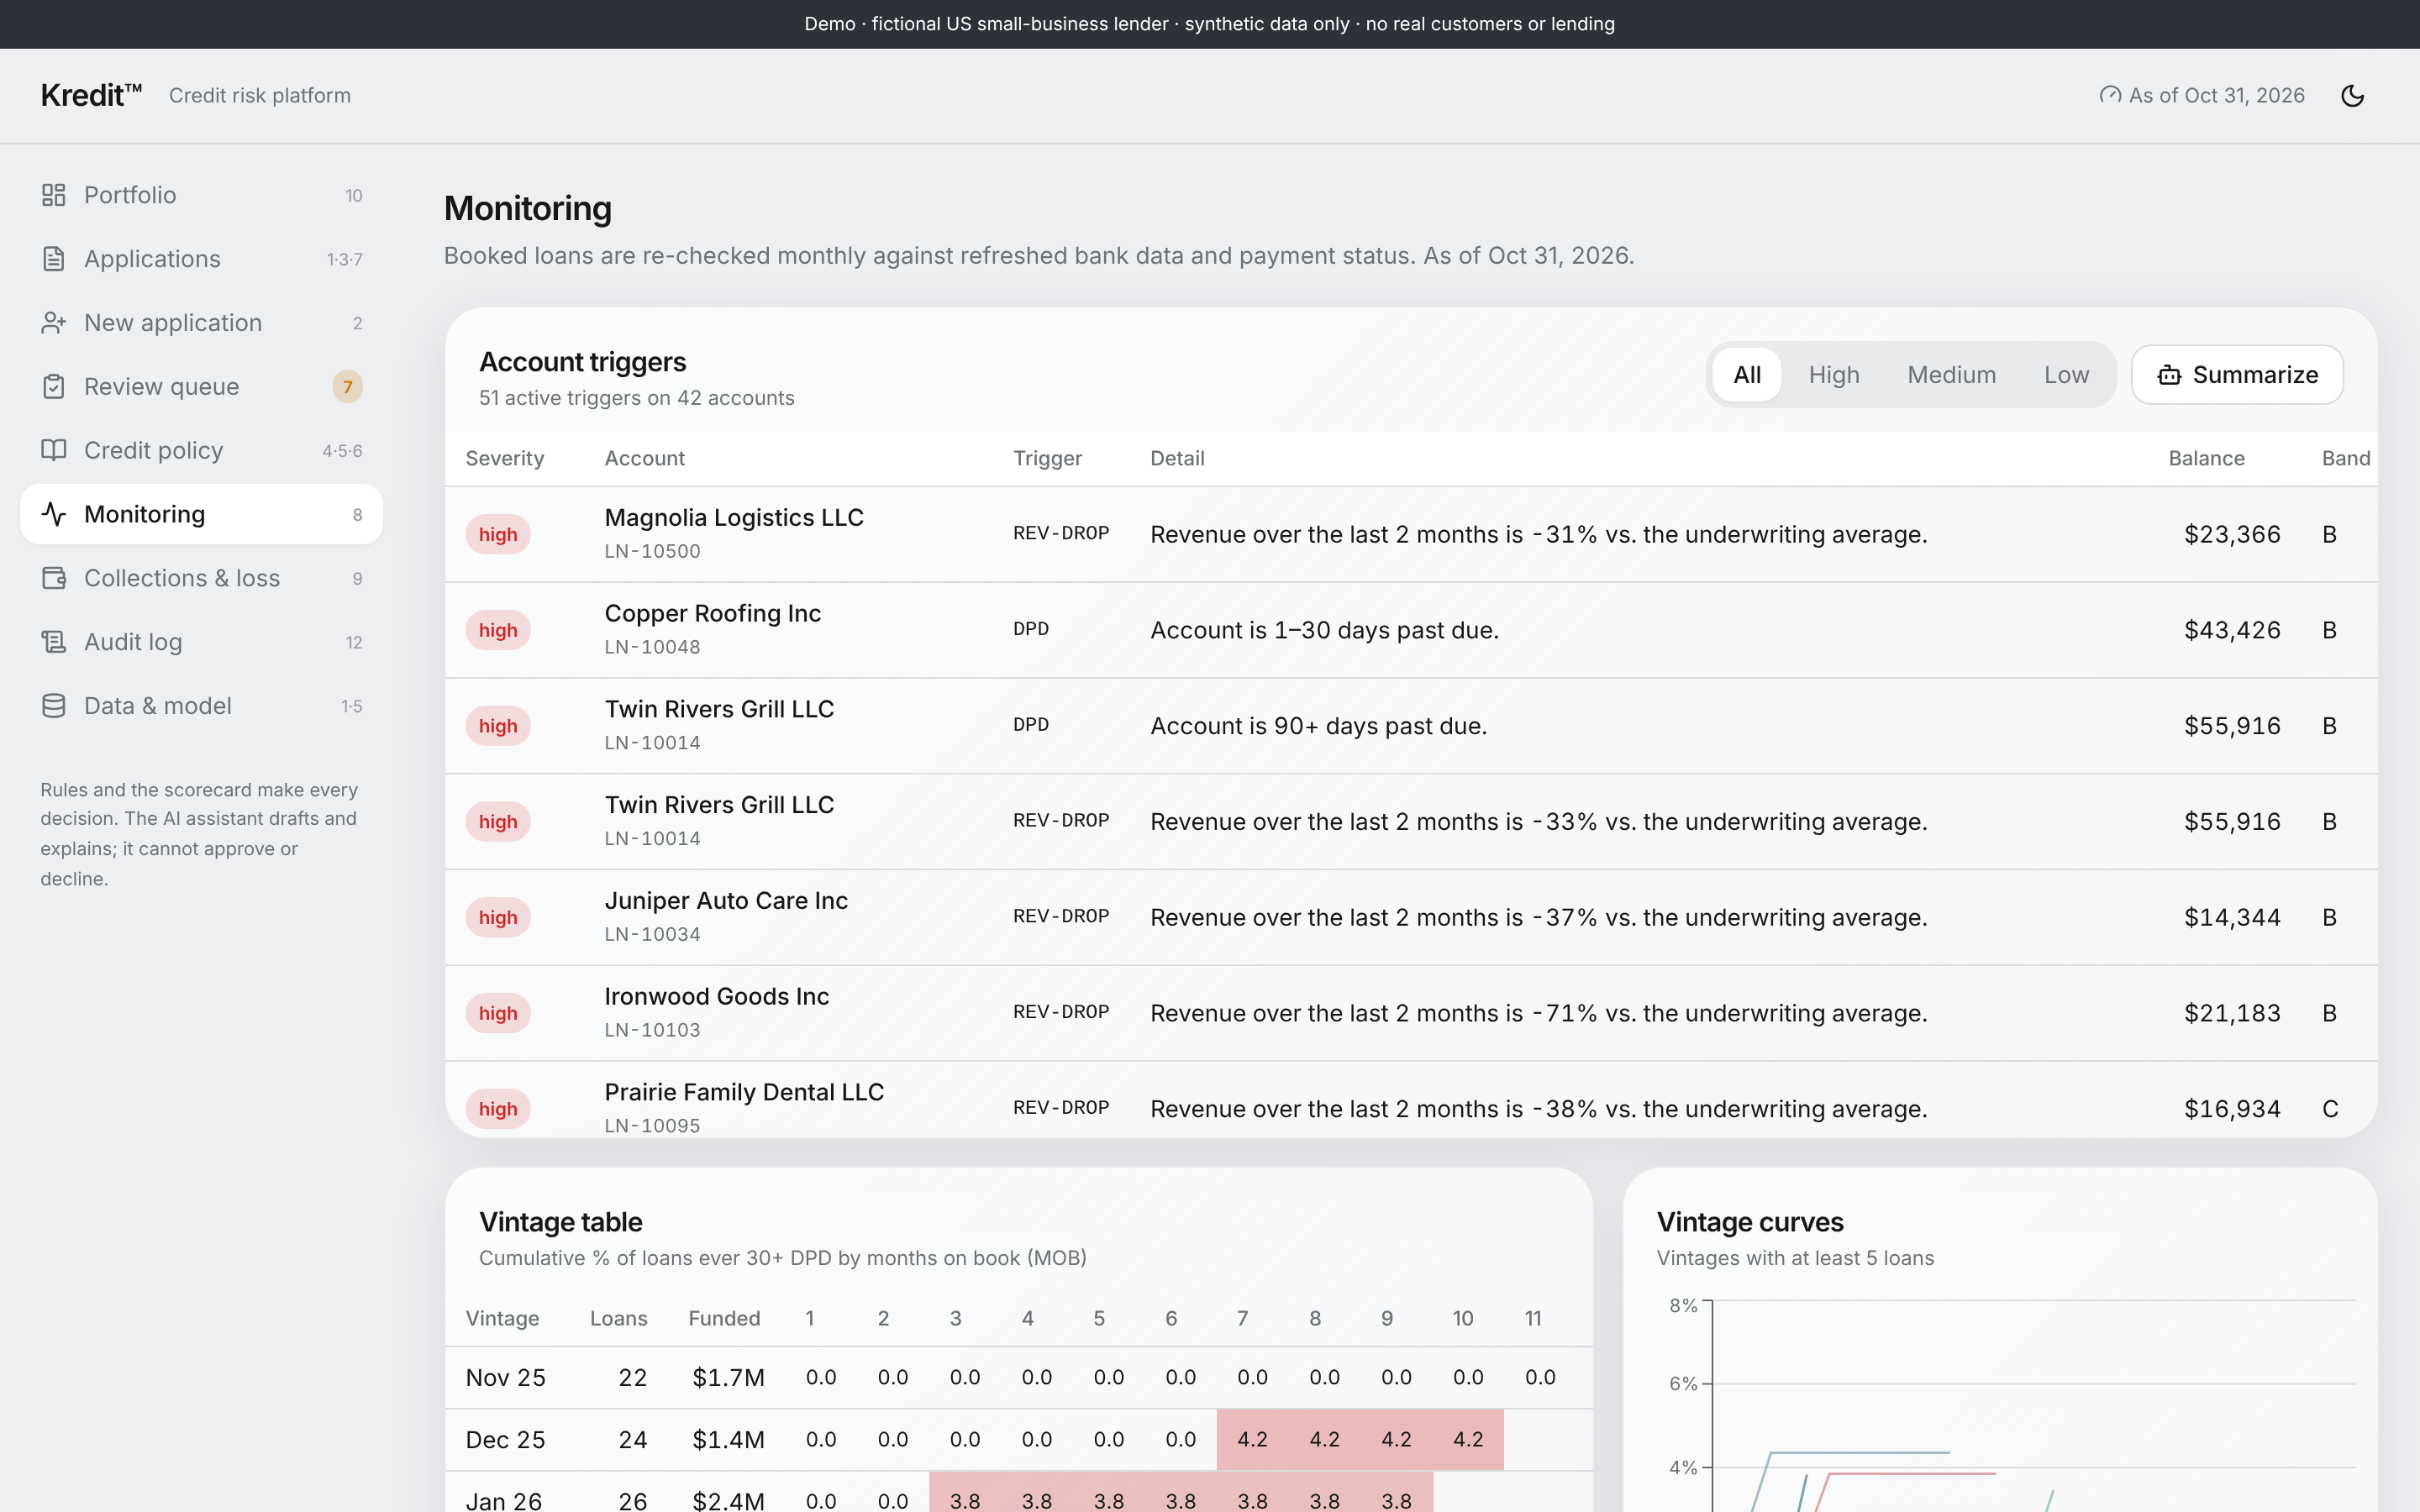 Demo · fictional US small-business lender · synthetic data only · no real customers or lending
Kredit™ Credit risk platform
As of Oct 31, 2026
Portfolio 10
Applications 1·3·7
New application 2
Review queue 7
Credit policy 4·5·6
Monitoring 8
Collections & loss 9
Audit log 12
Data & model 1·5
Rules and the scorecard make every
decision. The AI assistant drafts and
explains; it cannot approve or
decline.
Monitoring
Booked loans are re-checked monthly against refreshed bank data and payment status. As of Oct 31, 2026.
Account triggers
51 active triggers on 42 accounts
All High Medium Low Summarize
Severity Account Trigger Detail Balance Band
high Magnolia Logistics LLC REV-DROP Revenue over the last 2 months is -31% vs. the underwriting average. $23,366 B
LN-10500
high Copper Roofing Inc DPD Account is 1–30 days past due. $43,426 B
LN-10048
high Twin Rivers Grill LLC DPD Account is 90+ days past due. $55,916 B
LN-10014
high Twin Rivers Grill LLC REV-DROP Revenue over the last 2 months is -33% vs. the underwriting average. $55,916 B
LN-10014
high Juniper Auto Care Inc REV-DROP Revenue over the last 2 months is -37% vs. the underwriting average. $14,344 B
LN-10034
high Ironwood Goods Inc REV-DROP Revenue over the last 2 months is -71% vs. the underwriting average. $21,183 B
LN-10103
high Prairie Family Dental LLC REV-DROP Revenue over the last 2 months is -38% vs. the underwriting average. $16,934 C
LN-10095
Vintage table
Cumulative % of loans ever 30+ DPD by months on book (MOB)
Vintage Loans Funded 1 2 3 4 5 6 7 8 9 10 11
Nov 25 22 $1.7M 0.0 0.0 0.0 0.0 0.0 0.0 0.0 0.0 0.0 0.0 0.0
Dec 25 24 $1.4M 0.0 0.0 0.0 0.0 0.0 0.0 4.2 4.2 4.2 4.2
Jan 26 26 $2.4M 0.0 0.0 3.8 3.8 3.8 3.8 3.8 3.8 3.8
Vintage curves
Vintages with at least 5 loans
8%
6%
4%